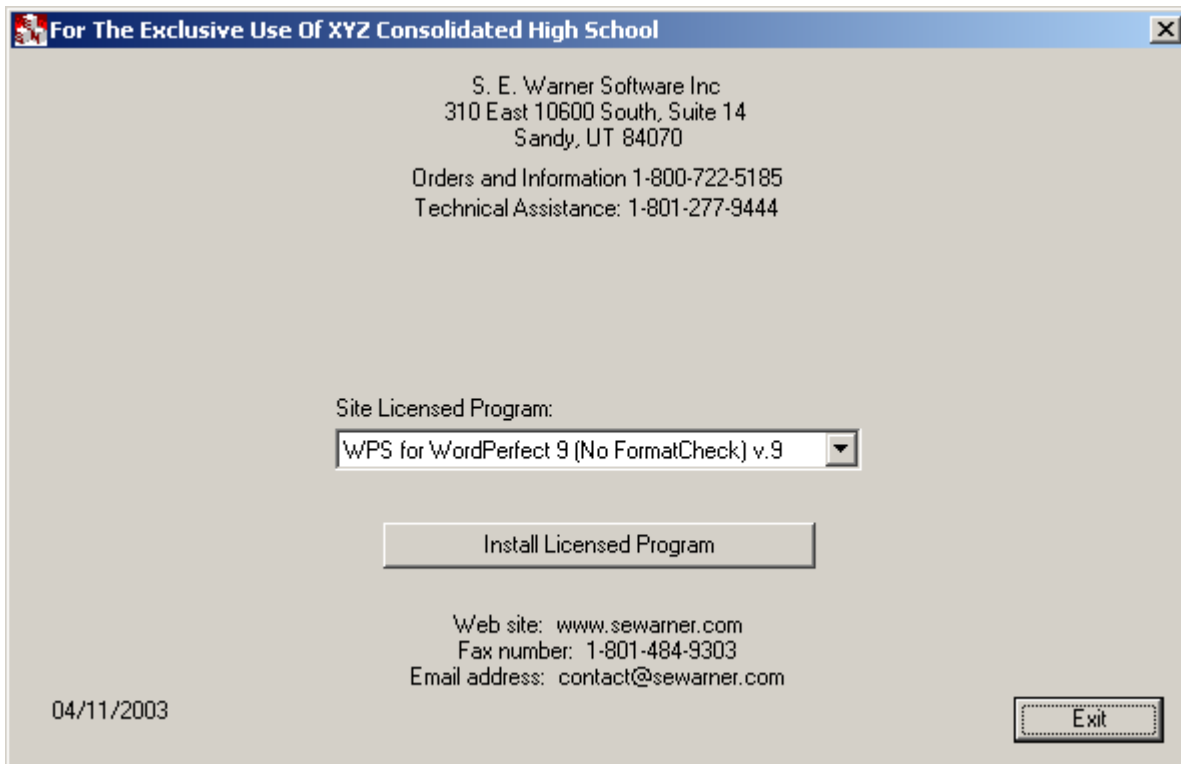 For The Exclusive Use Of XYZ Consolidated High School
S. E. Warner Software Inc
310 East 10600 South, Suite 14
Sandy, UT 84070
Orders and Information 1-800-722-5185
Technical Assistance: 1-801-277-9444
Site Licensed Program:
WPS for WordPerfect 9 (No FormatCheck) v.9
Install Licensed Program
Web site: www.sewarner.com
Fax number: 1-801-484-9303
Email address: contact@sewarner.com
04/11/2003
Exit